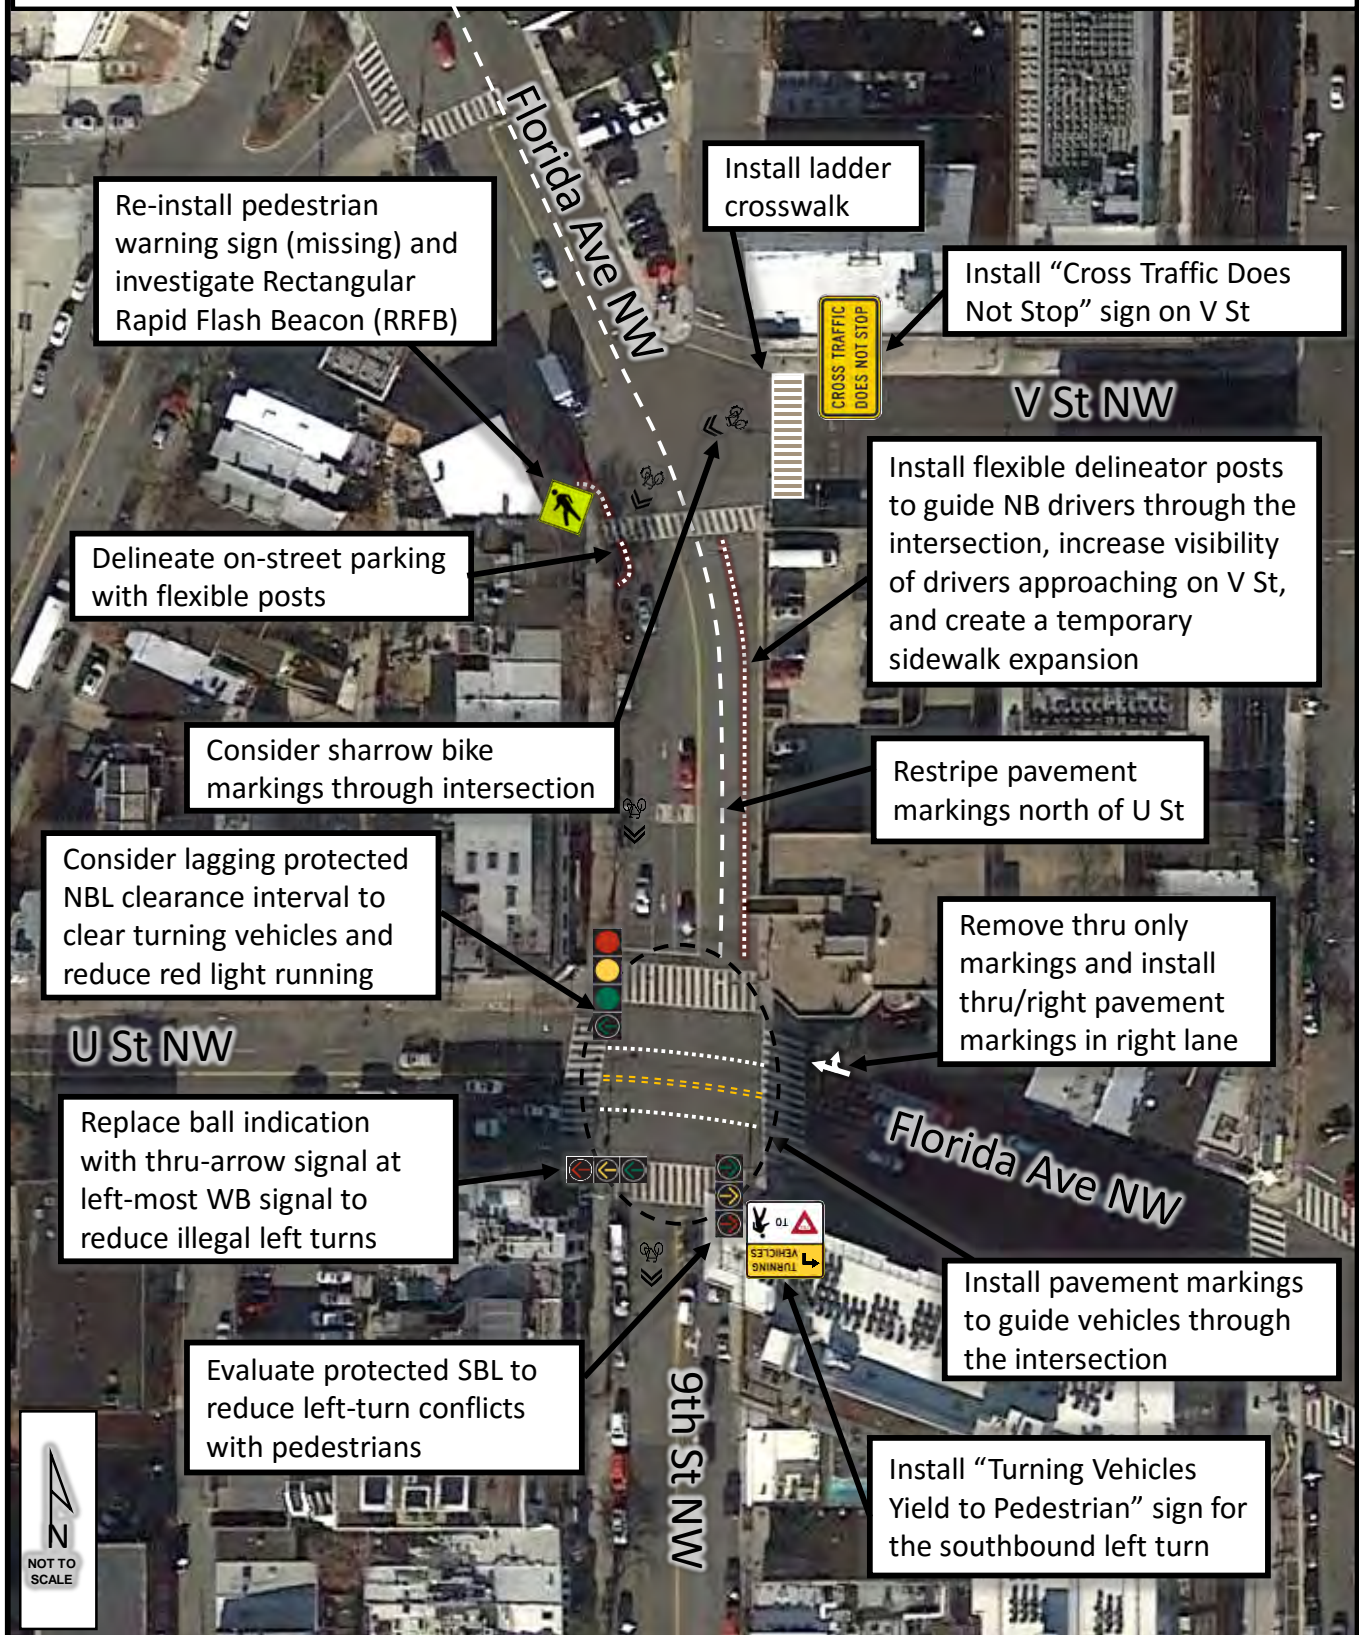 Florida Ave NW
Install ladder
crosswalk
Re-install pedestrian
warning sign (missing) and
investigate Rectangular
Rapid Flash Beacon (RRFB)
Install “Cross Traffic Does
Not Stop” sign on V St
CROSS TRAFFIC
DOES NOT STOP
V St NW
Install flexible delineator posts
to guide NB drivers through the
intersection, increase visibility
of drivers approaching on V St,
and create a temporary
sidewalk expansion
Delineate on-street parking
with flexible posts
Consider sharrow bike
markings through intersection
Restripe pavement
markings north of U St
Consider lagging protected
NBL clearance interval to
clear turning vehicles and
reduce red light running
Remove thru only
markings and install
thru/right pavement
markings in right lane
U St NW
Replace ball indication
with thru-arrow signal at
left-most WB signal to
reduce illegal left turns
Florida Ave NW
TURNING
VEHICLES
TO
Install pavement markings
to guide vehicles through
the intersection
Evaluate protected SBL to
reduce left-turn conflicts
with pedestrians
9th St NW
Install “Turning Vehicles
Yield to Pedestrian” sign for
the southbound left turn
N
NOT TO
SCALE